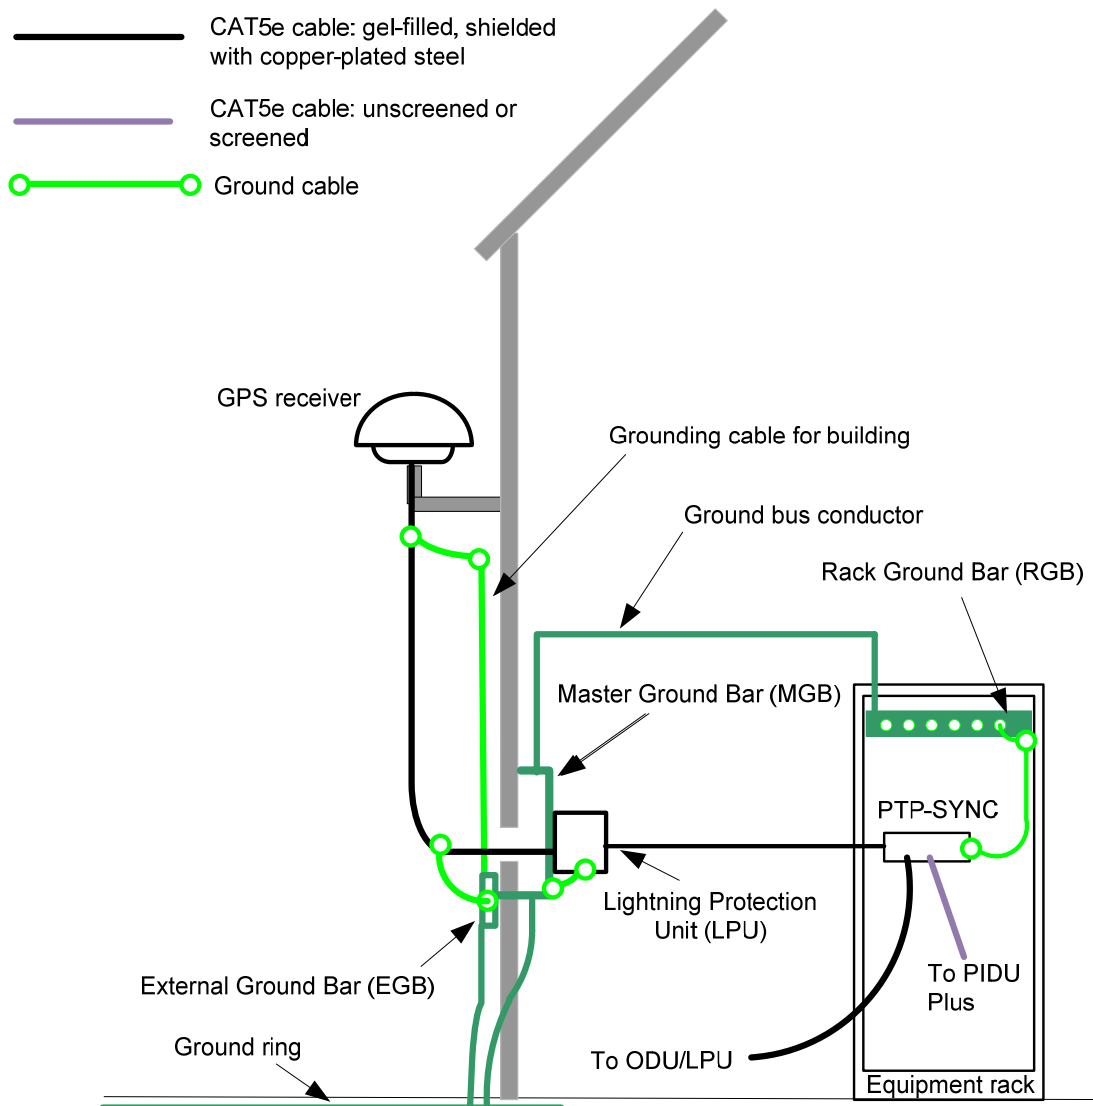 CAT5e cable: gel-filled, shielded
with copper-plated steel
CAT5e cable: unscreened or
screened
Ground cable
GPS receiver
Grounding cable for building
Ground bus conductor
Rack Ground Bar (RGB)
Master Ground Bar (MGB)
PTP-SYNC
Lightning Protection
Unit (LPU)
External Ground Bar (EGB)
To PIDU
Plus
Ground ring
To ODU/LPU
Equipment rack